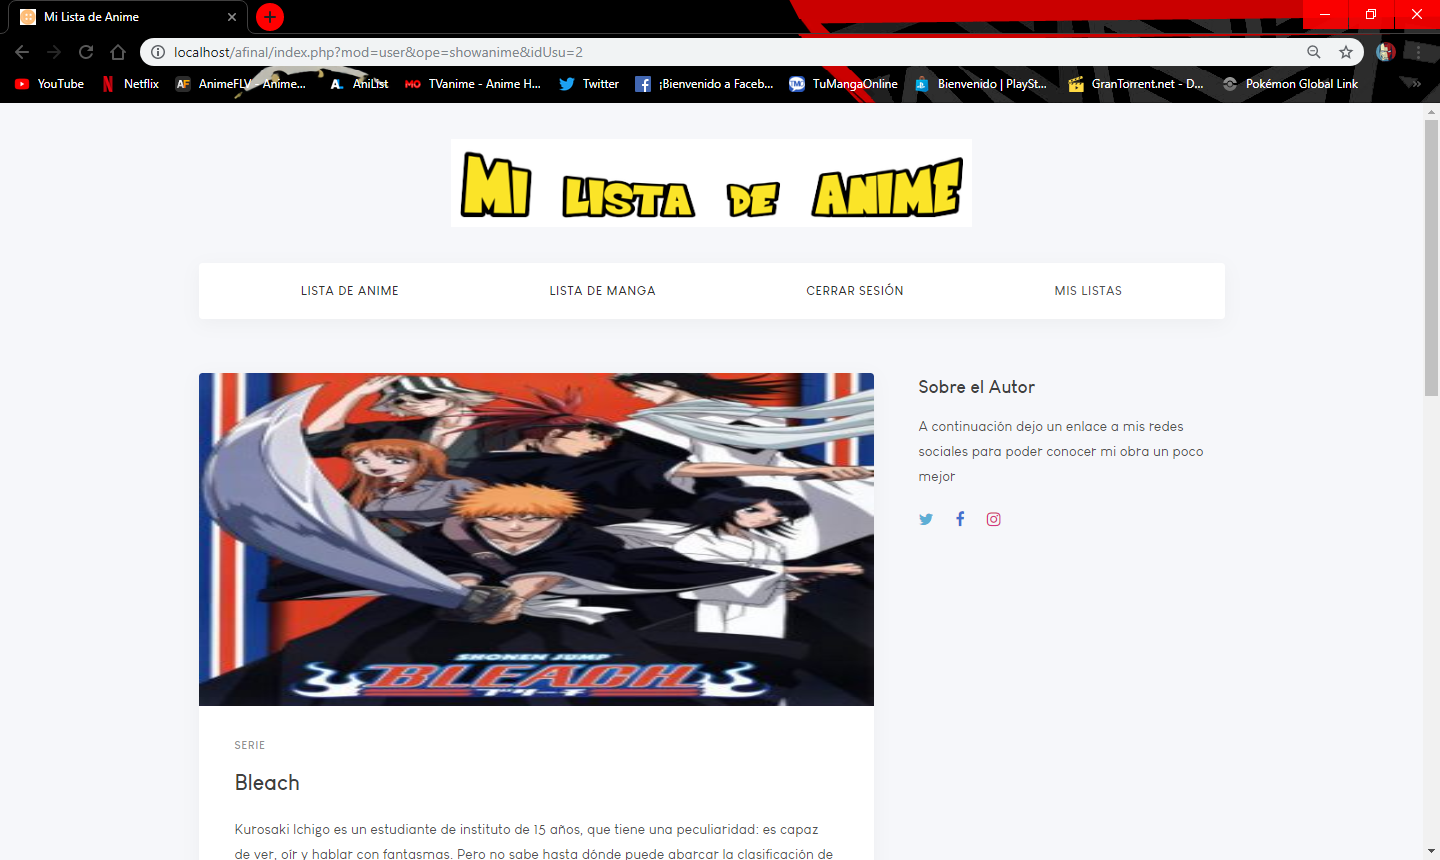 Mi Lista de Anime
localhost/afinal/index.php?mod=user&ope=showanime&idUsu=2
YouTube
Netflix
AnimeFLV - Anime...
AniList
TVanime - Anime H...
Twitter
¡Bienvenido a Faceb...
TuMangaOnline
Bienvenido | PlaySt...
GranTorrent.net - D...
Pokémon Global Link
Mi LISTA DE ANIME
LISTA DE ANIME
LISTA DE MANGA
CERRAR SESIÓN
MIS LISTAS
SHONEN JUMP
BLEACH
ブリーチ
Sobre el Autor
A continuación dejo un enlace a mis redes
sociales para poder conocer mi obra un poco
mejor
SERIE
Bleach
Kurosaki Ichigo es un estudiante de instituto de 15 años, que tiene una peculiaridad: es capaz
de ver, oír y hablar con fantasmas. Pero no sabe hasta dónde puede abarcar la clasificación de